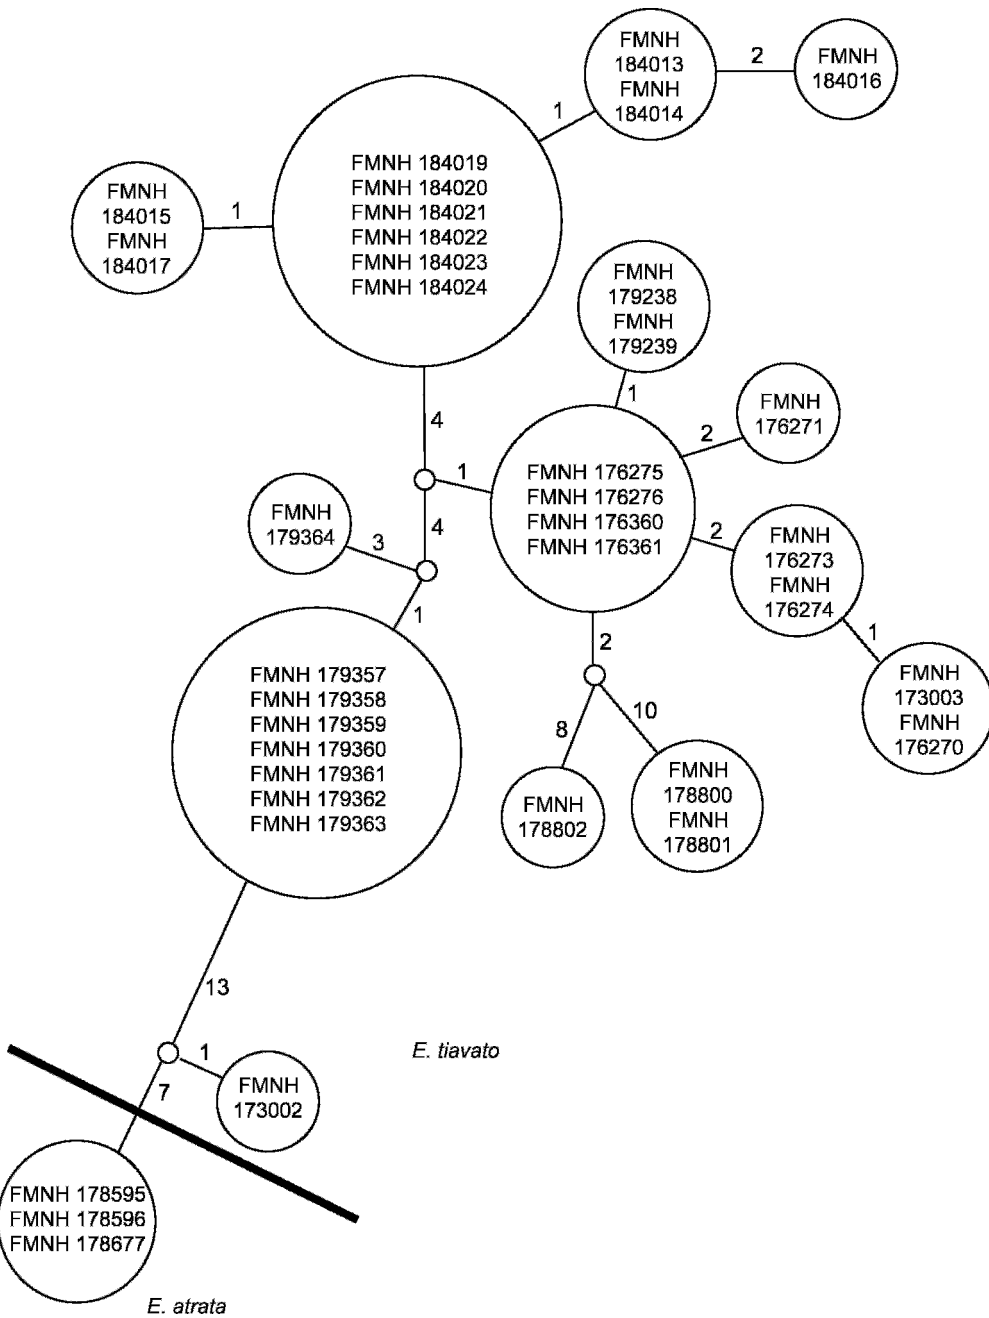 FMNH
184013
FMNH
184014
2
FMNH
184016
1
FMNH 184019
FMNH 184020
FMNH 184021
FMNH 184022
FMNH 184023
FMNH 184024
1
FMNH
184015
FMNH
184017
FMNH
179238
FMNH
179239
1
4
2
FMNH
176271
1
FMNH 176275
FMNH 176276
FMNH 176360
FMNH 176361
FMNH
179364
3
4
2
FMNH
176273
FMNH
176274
1
1
FMNH
173003
FMNH
176270
2
8
10
FMNH
178802
FMNH
178800
FMNH
178801
FMNH 179357
FMNH 179358
FMNH 179359
FMNH 179360
FMNH 179361
FMNH 179362
FMNH 179363
13
1
E. tiavato
7
FMNH
173002
FMNH 178595
FMNH 178596
FMNH 178677
E. atrata